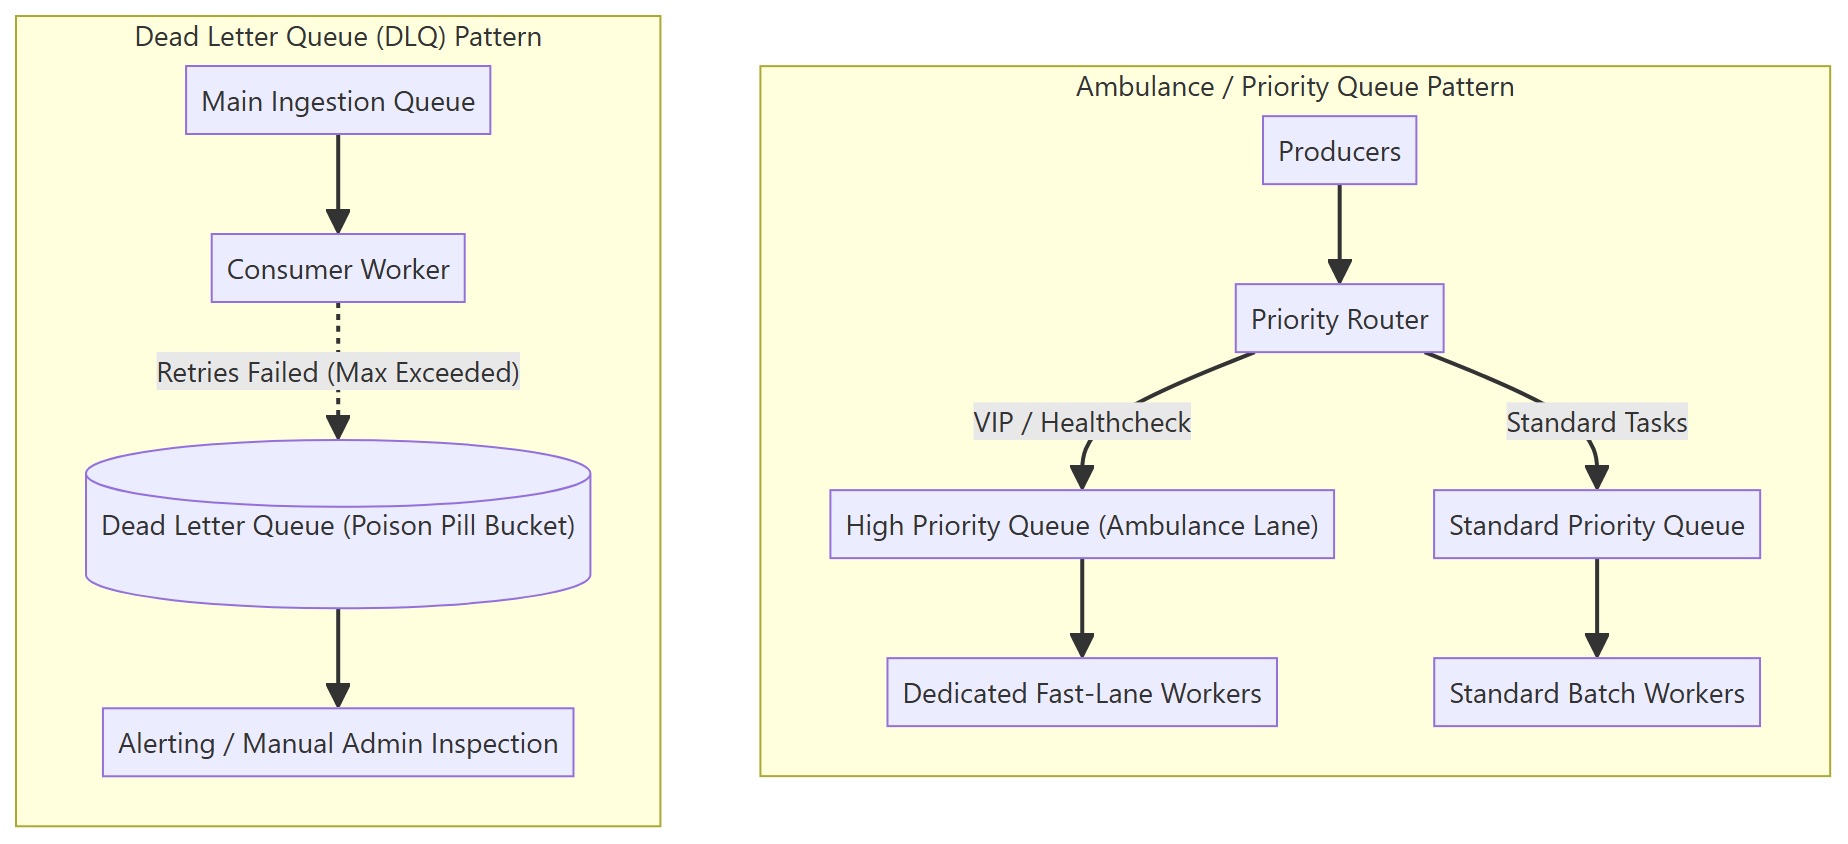 Dead Letter Queue (DLQ) Pattern
Main Ingestion Queue
Consumer Worker
Retries Failed (Max Exceeded)
Dead Letter Queue (Poison Pill Bucket)
Alerting / Manual Admin Inspection
Ambulance / Priority Queue Pattern
Producers
Priority Router
VIP / Healthcheck
Standard Tasks
High Priority Queue (Ambulance Lane)
Standard Priority Queue
Dedicated Fast-Lane Workers
Standard Batch Workers